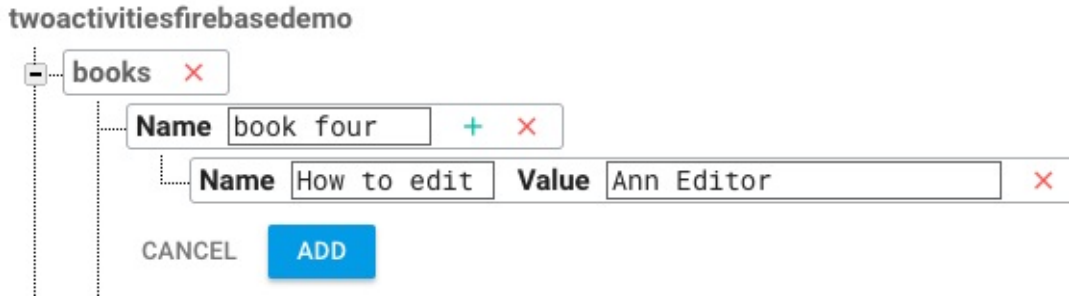 twoactivitiesfirebasedemo
books
Name book four
Name How to edit Value Ann Editor
CANCEL ADD